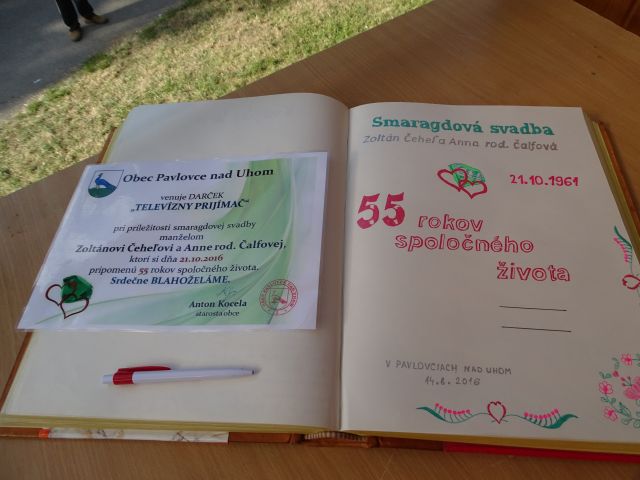 Obec Pavlovce nad Uhom
venuje DARČEK
„TELEVÍZNY PRIJÍMAČ“
pri príležitosti smaragdovej svadby
manželom
Zoltánovi Čeheľovi a Anne rod. Čalfovej,
ktorí si dňa 21.10.2016
pripomenú 55 rokov spoločného života.
Srdečne BLAHOŽELÁME.
Anton Kocela
starosta obce
Smaragdová svadba
Zoltán Čeheľ a Anna rod. Čalfová
21.10.1961
55 rokov
spoločného
života
V PAVLOVCIACH NAD UHOM
14.8.2016